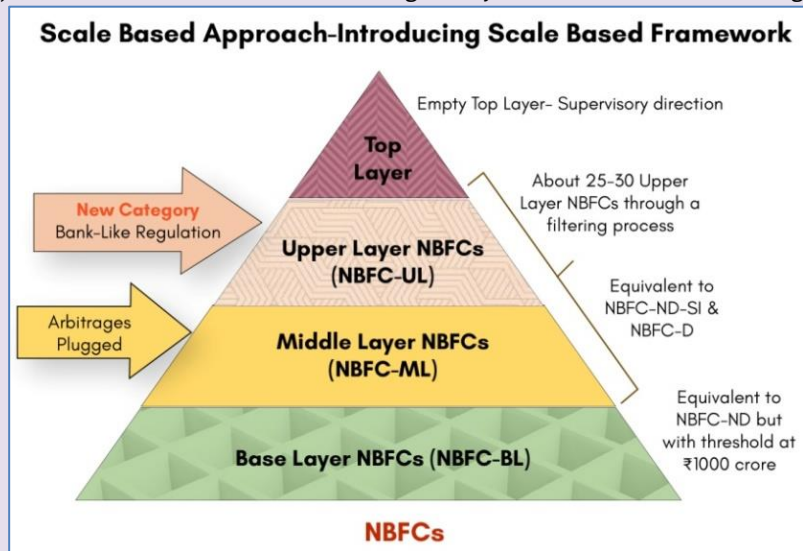 Scale Based Approach-Introducing Scale Based Framework
Empty Top Layer- Supervisory direction
Top
Layer
About 25-30 Upper
Layer NBFCs through a
filtering process
New Category
Bank-Like Regulation
Upper Layer NBFCs
(NBFC-UL)
Equivalent to
NBFC-ND-SI &
NBFC-D
Arbitrages
Plugged
Middle Layer NBFCs
(NBFC-ML)
Equivalent to
NBFC-ND but
with threshold at
₹1000 crore
Base Layer NBFCs (NBFC-BL)
NBFCs